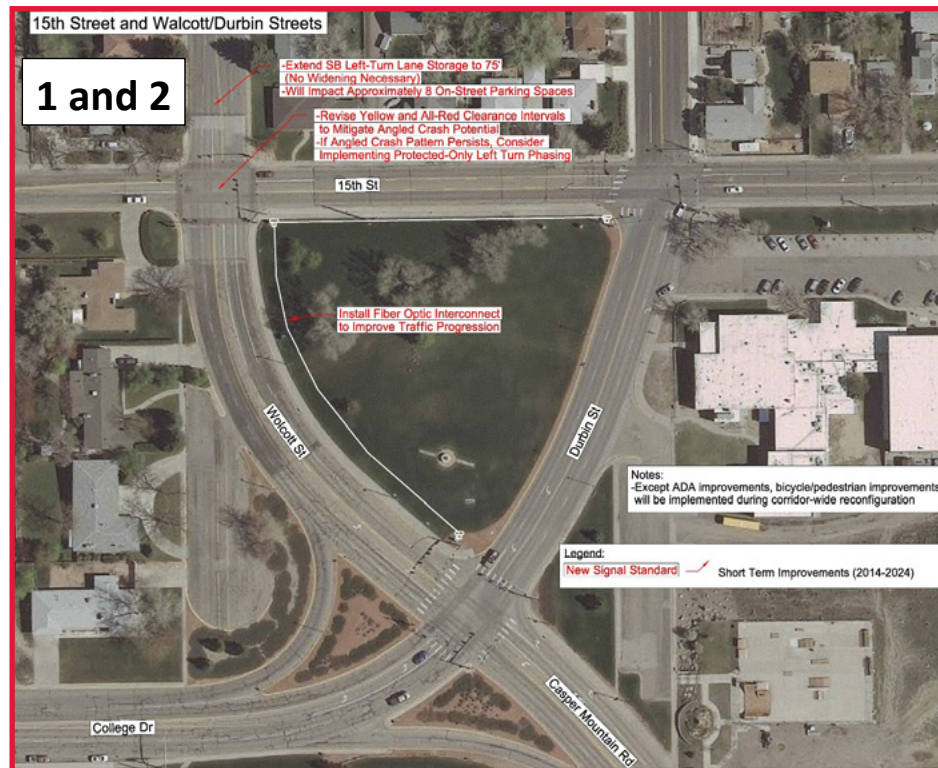 15th Street and Walcott/Durbin Streets
1 and 2
-Extend SB Left-Turn Lane Storage to 75'
(No Widening Necessary)
-Will Impact Approximately 8 On-Street Parking Spaces
-Revise Yellow and All-Red Clearance Intervals
to Mitigate Angled Crash Potential
-If Angled Crash Pattern Persists, Consider
Implementing Protected-Only Left Turn Phasing
15th St
Install Fiber Optic Interconnect
to Improve Traffic Progression
Wolcott St
Durbin St
Notes:
-Except ADA improvements, bicycle/pedestrian improvements
will be implemented during corridor-wide reconfiguration
Legend:
New Signal Standard
Short Term Improvements (2014-2024)
Casper Mountain Rd
College Dr